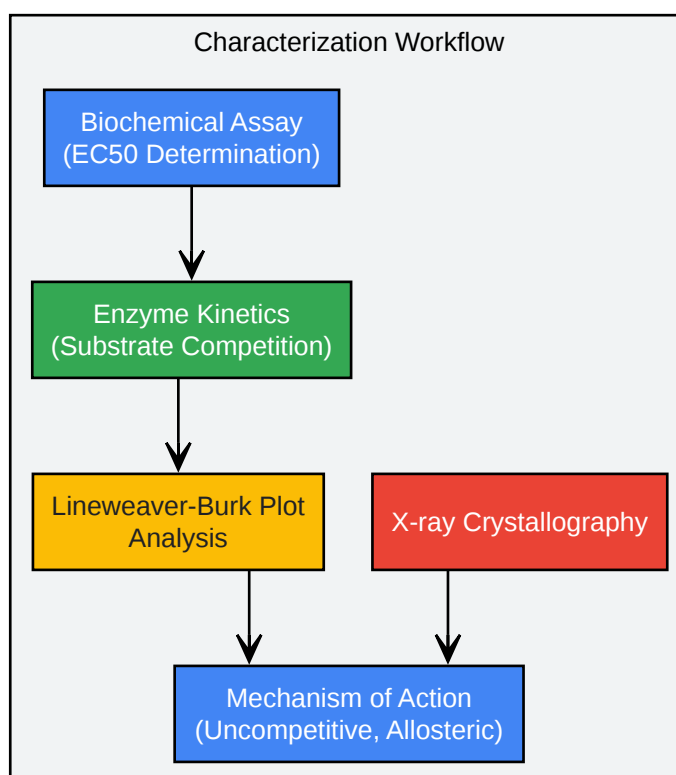 Characterization Workflow
Biochemical Assay
(EC50 Determination)
Enzyme Kinetics
(Substrate Competition)
Lineweaver-Burk Plot
Analysis
X-ray Crystallography
Mechanism of Action
(Uncompetitive, Allosteric)